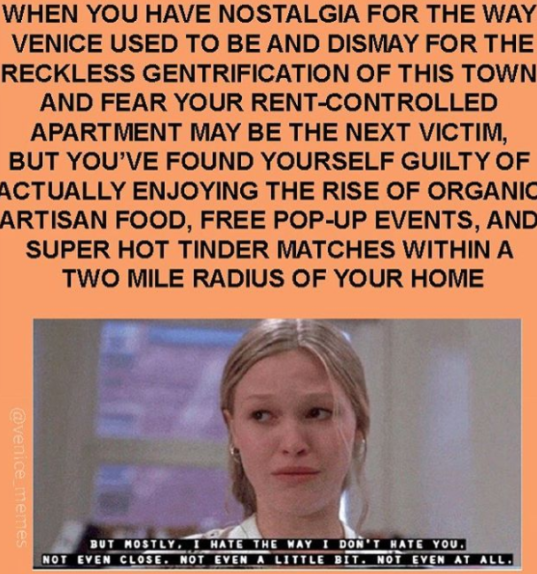 WHEN YOU HAVE NOSTALGIA FOR THE WAY
VENICE USED TO BE AND DISMAY FOR THE
RECKLESS GENTRIFICATION OF THIS TOWN
AND FEAR YOUR RENT-CONTROLLED
APARTMENT MAY BE THE NEXT VICTIM,
BUT YOU'VE FOUND YOURSELF GUILTY OF
ACTUALLY ENJOYING THE RISE OF ORGANIC
ARTISAN FOOD, FREE POP-UP EVENTS, AND
SUPER HOT TINDER MATCHES WITHIN A
TWO MILE RADIUS OF YOUR HOME
@venice_memes
BUT MOSTLY, I HATE THE WAY I DON'T HATE YOU.
NOT EVEN CLOSE. NOT EVEN A LITTLE BIT. NOT EVEN AT ALL.